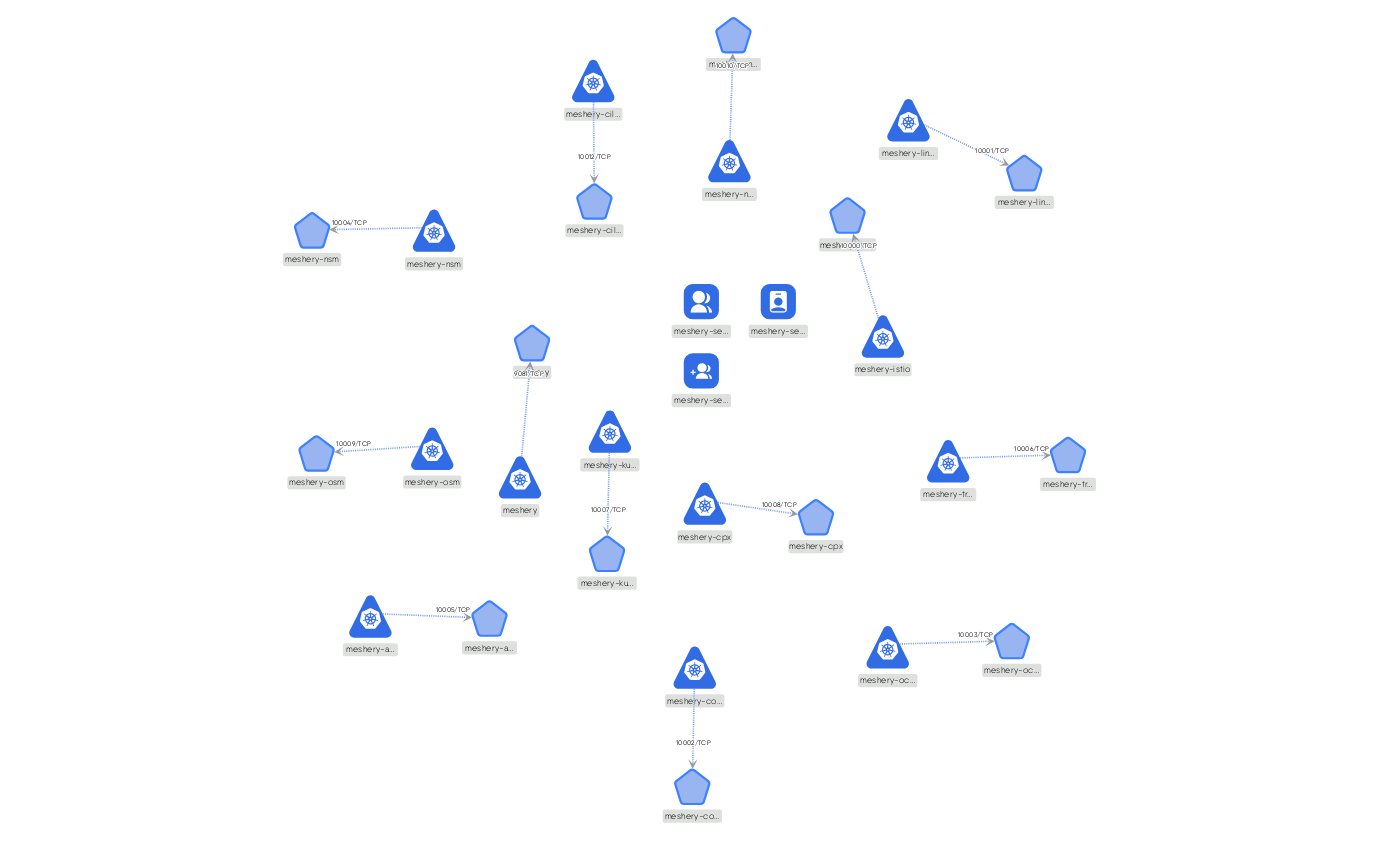 meshery-cil...
10012/TCP
meshery-cil...
10010/TCP
meshery-n...
meshery-lin...
10001/TCP
meshery-lin...
10004/TCP
meshery-nsm
meshery-nsm
10000/TCP
meshery-istio
meshery-se...
meshery-se...
meshery-se...
9081/TCP
meshery
10009/TCP
meshery-osm
meshery-osm
meshery-ku...
10007/TCP
meshery-ku...
10008/TCP
meshery-cpx
meshery-cpx
10006/TCP
meshery-tr...
meshery-tr...
10005/TCP
meshery-a...
meshery-a...
10003/TCP
meshery-oc...
meshery-oc...
meshery-co...
10002/TCP
meshery-co...